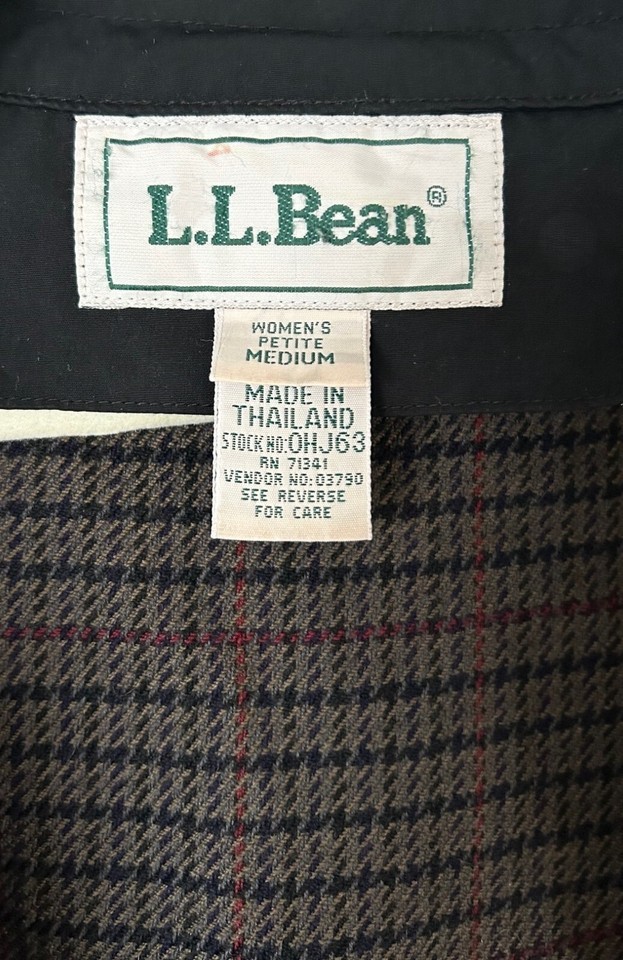 L.L.Bean®
WOMEN'S
PETITE
MEDIUM
MADE IN
THAILAND
STOCK NO:OHJ63
RN 71341
VENDOR NO:03790
SEE REVERSE
FOR CARE